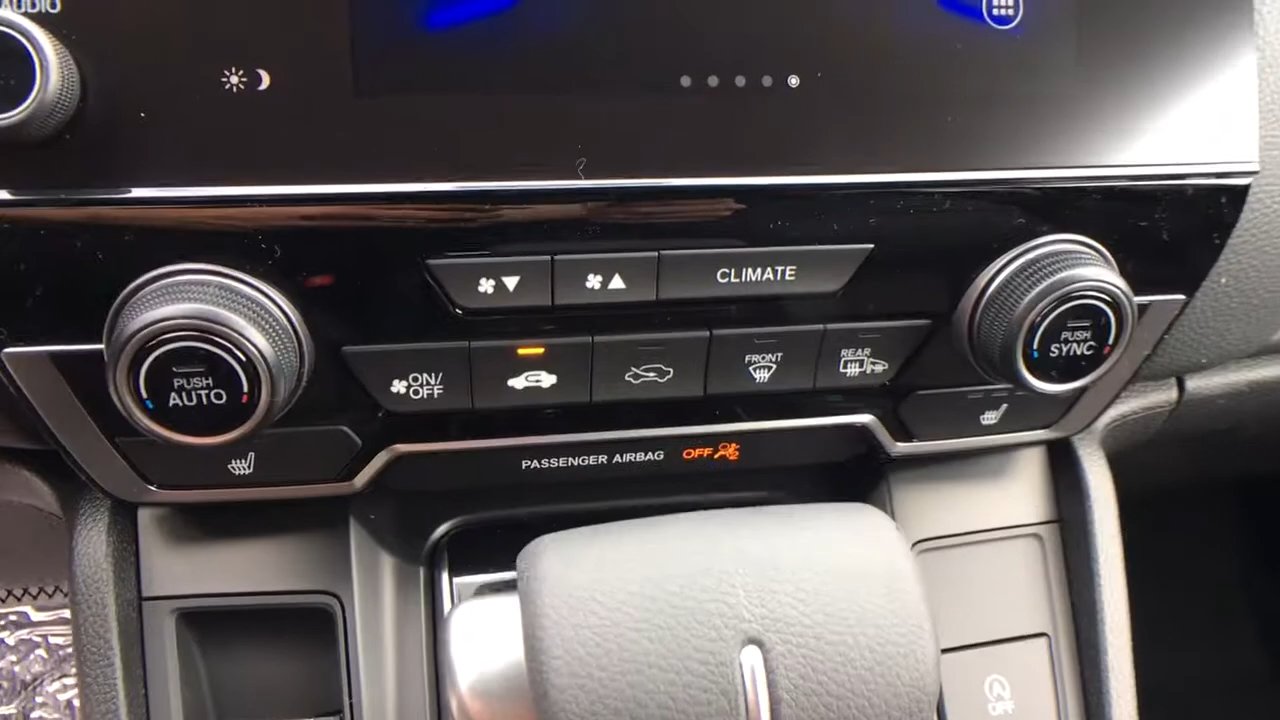 AUDIO
CLIMATE
PUSH
AUTO
ON/
OFF
FRONT
REAR
PUSH
SYNC
PASSENGER AIRBAG OFF
A
OFF